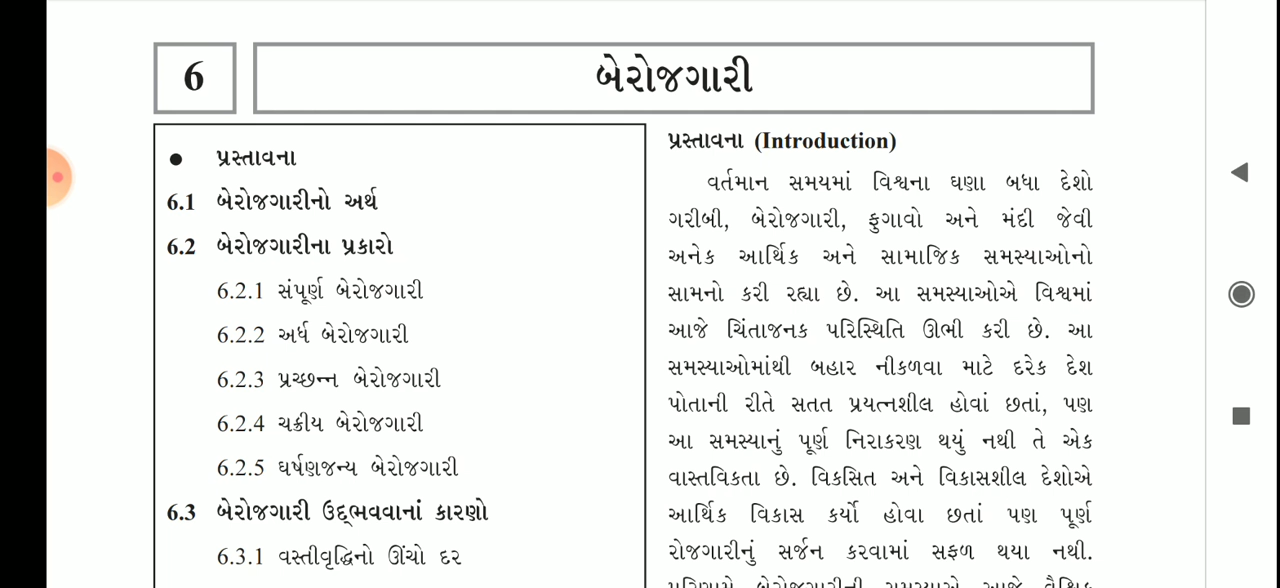 6
બેરોજગારી
● પ્રસ્તાવના
6.1 બેરોજગારીનો અર્થ
6.2 બેરોજગારીના પ્રકારો
6.2.1 સંપૂર્ણ બેરોજગારી
6.2.2 અર્ધ બેરોજગારી
6.2.3 પ્રચ્છન્ન બેરોજગારી
6.2.4 ચક્રીય બેરોજગારી
6.2.5 ઘર્ષણજન્ય બેરોજગારી
6.3 બેરોજગારી ઉદ્ભવવાનાં કારણો
6.3.1 વસ્તીવૃદ્ધિનો ઊંચો દર
પ્રસ્તાવના (Introduction)
વર્તમાન સમયમાં વિશ્વના ઘણા બધા દેશો
ગરીબી, બેરોજગારી, ફુગાવો અને મંદી જેવી
અનેક આર્થિક અને સામાજિક સમસ્યાઓનો
સામનો કરી રહ્યા છે. આ સમસ્યાઓએ વિશ્વમાં
આજે ચિંતાજનક પરિસ્થિતિ ઊભી કરી છે. આ
સમસ્યાઓમાંથી બહાર નીકળવા માટે દરેક દેશ
પોતાની રીતે સતત પ્રયત્નશીલ હોવાં છતાં, પણ
આ સમસ્યાનું પૂર્ણ નિરાકરણ થયું નથી તે એક
વાસ્તવિકતા છે. વિકસિત અને વિકાસશીલ દેશોએ
આર્થિક વિકાસ કર્યો હોવા છતાં પણ પૂર્ણ
રોજગારીનું સર્જન કરવામાં સફળ થયા નથી.